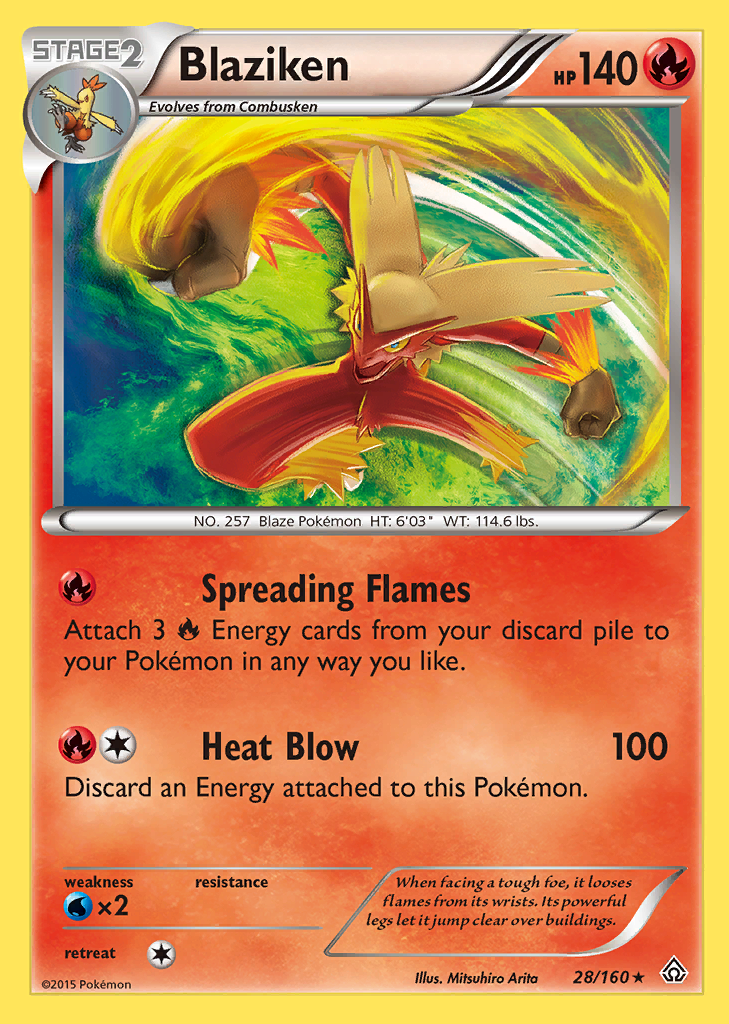 STAGE2
Blaziken
HP 140
Evolves from Combusken
NO. 257 Blaze Pokémon HT: 6'03" WT: 114.6 lbs.
Spreading Flames
Attach 3 Energy cards from your discard pile to
your Pokémon in any way you like.
Heat Blow 100
Discard an Energy attached to this Pokémon.
weakness resistance
×2
retreat
When facing a tough foe, it looses
flames from its wrists. Its powerful
legs let it jump clear over buildings.
©2015 Pokémon
Illus. Mitsuhiro Arita
28/160 ★